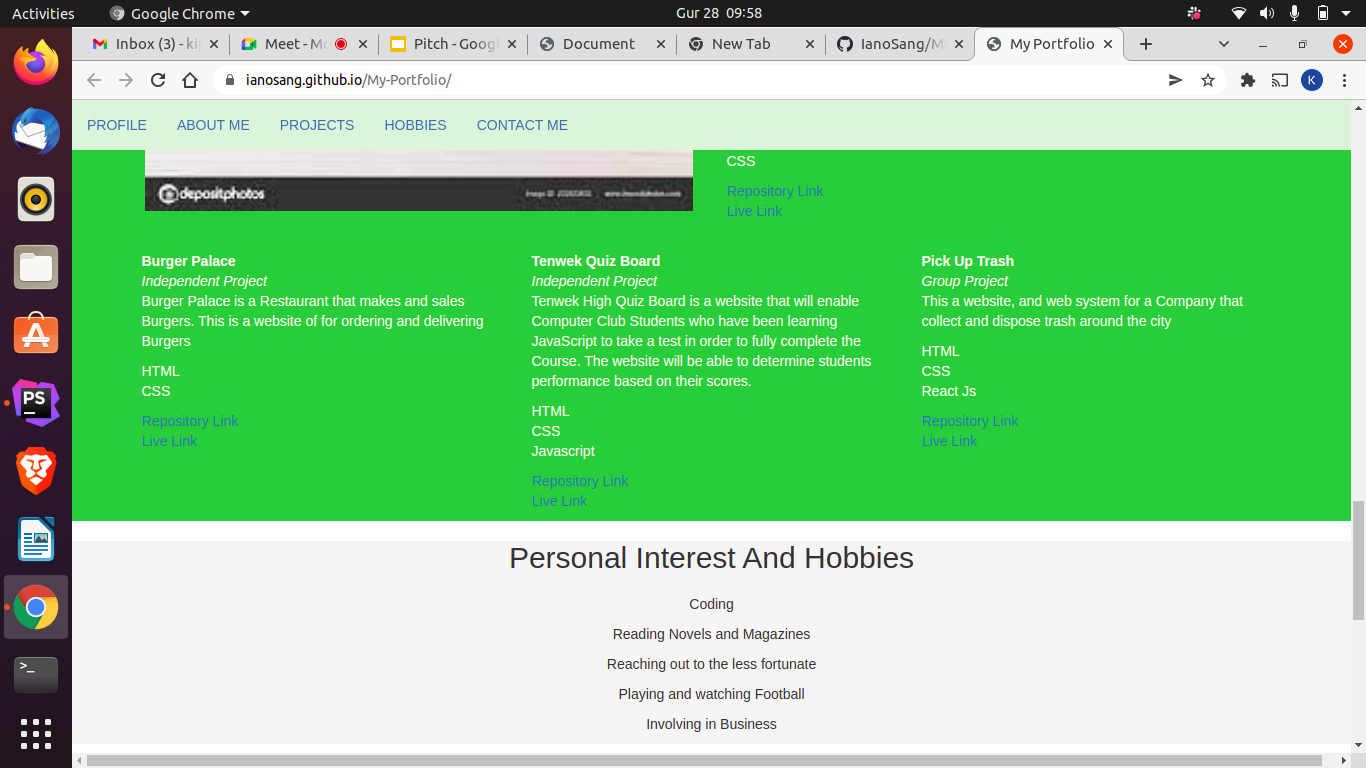 Activities
Google Chrome
Gur 28 09:58
Inbox (3) - ki
Meet - Mo
Pitch - Googl
Document
New Tab
IanoSang/My
My Portfolio
ianosang.github.io/My-Portfolio/
K
PROFILE
ABOUT ME
PROJECTS
HOBBIES
CONTACT ME
depositphotos
CSS
Repository Link
Live Link
Burger Palace
Independent Project
Burger Palace is a Restaurant that makes and sales
Burgers. This is a website of for ordering and delivering
Burgers
HTML
CSS
Repository Link
Live Link
Tenwek Quiz Board
Independent Project
Tenwek High Quiz Board is a website that will enable
Computer Club Students who have been learning
JavaScript to take a test in order to fully complete the
Course. The website will be able to determine students
performance based on their scores.
HTML
CSS
Javascript
Repository Link
Live Link
Pick Up Trash
Group Project
This a website, and web system for a Company that
collect and dispose trash around the city
HTML
CSS
React Js
Repository Link
Live Link
PS
Personal Interest And Hobbies
Coding
Reading Novels and Magazines
Reaching out to the less fortunate
Playing and watching Football
Involving in Business